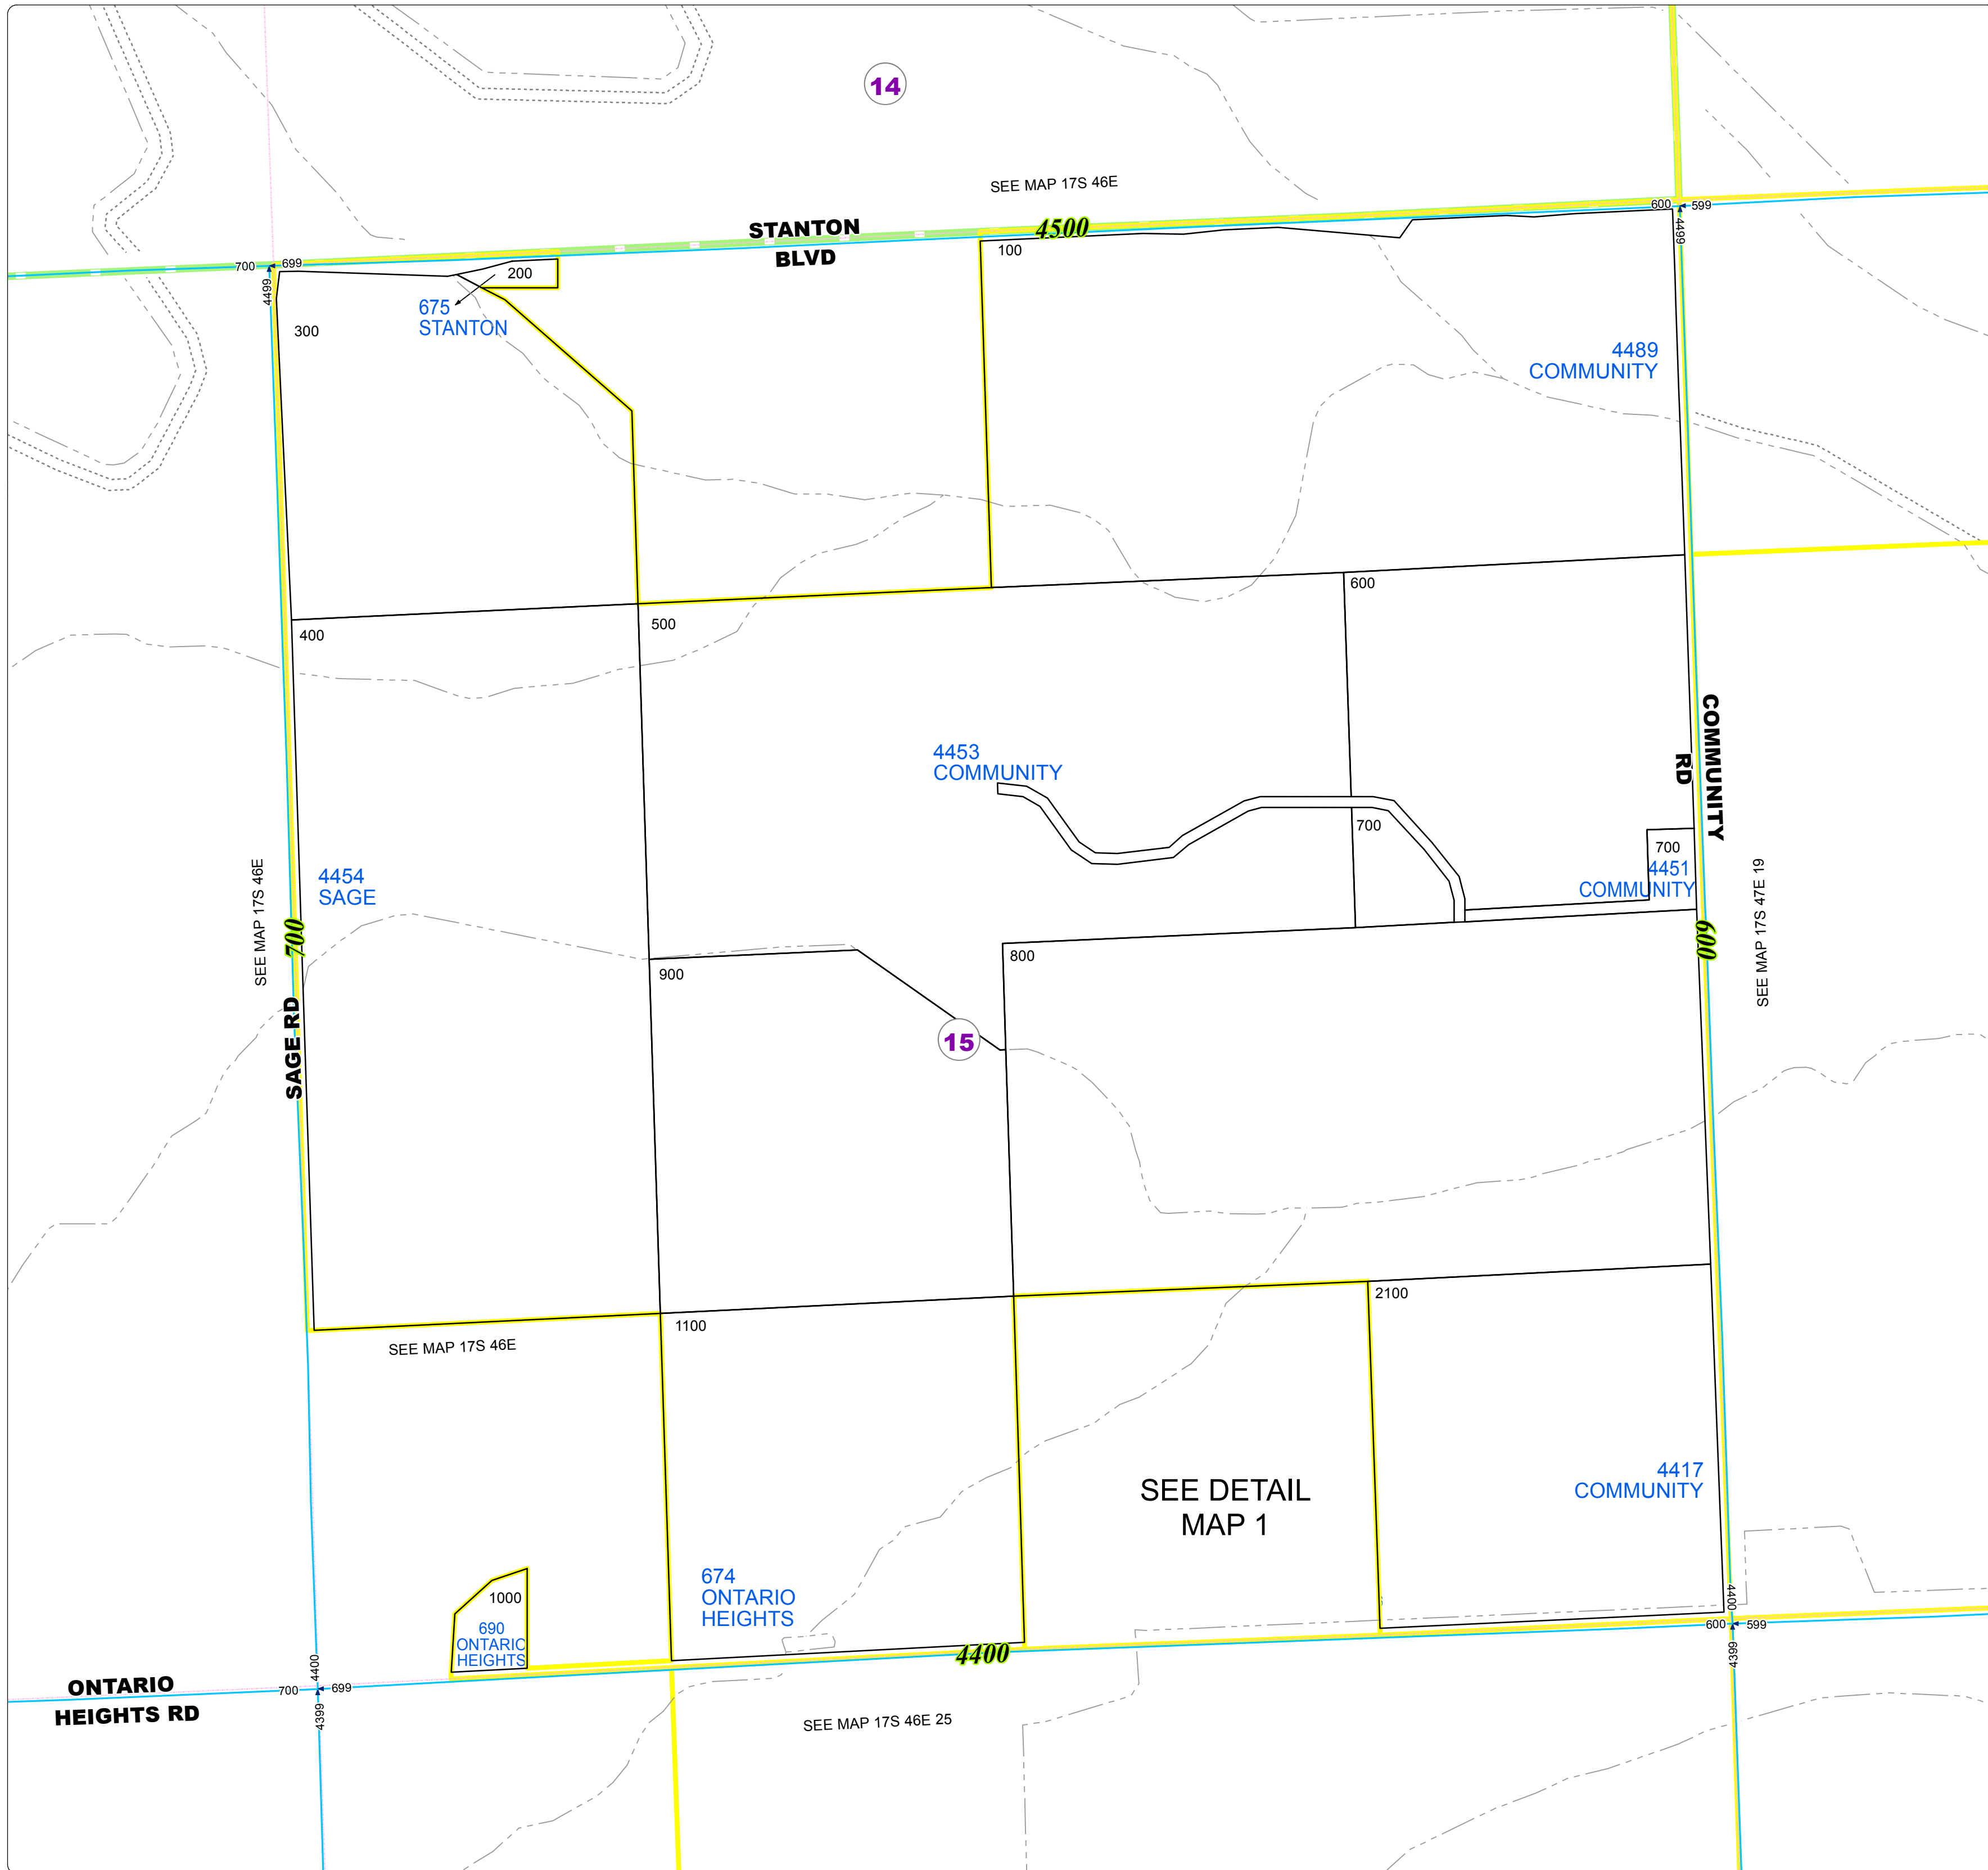 14
SEE MAP 17S 46E
STANTON
BLVD
4500
600
599
4499
700
699
4499
100
200
675
STANTON
300
4489
COMMUNITY
400
500
600
COMMUNITY
RD
4453
COMMUNITY
700
700
4451
COMMUNITY
4454
SAGE
SEE MAP 17S 46E
700
SAGE RD
600
SEE MAP 17S 47E 19
800
900
15
2100
1100
SEE MAP 17S 46E
SEE DETAIL
MAP 1
4417
COMMUNITY
674
ONTARIO
HEIGHTS
1000
690
ONTARIO
HEIGHTS
4400
600
599
4399
4400
4400
700
699
4399
ONTARIO
HEIGHTS RD
SEE MAP 17S 46E 25